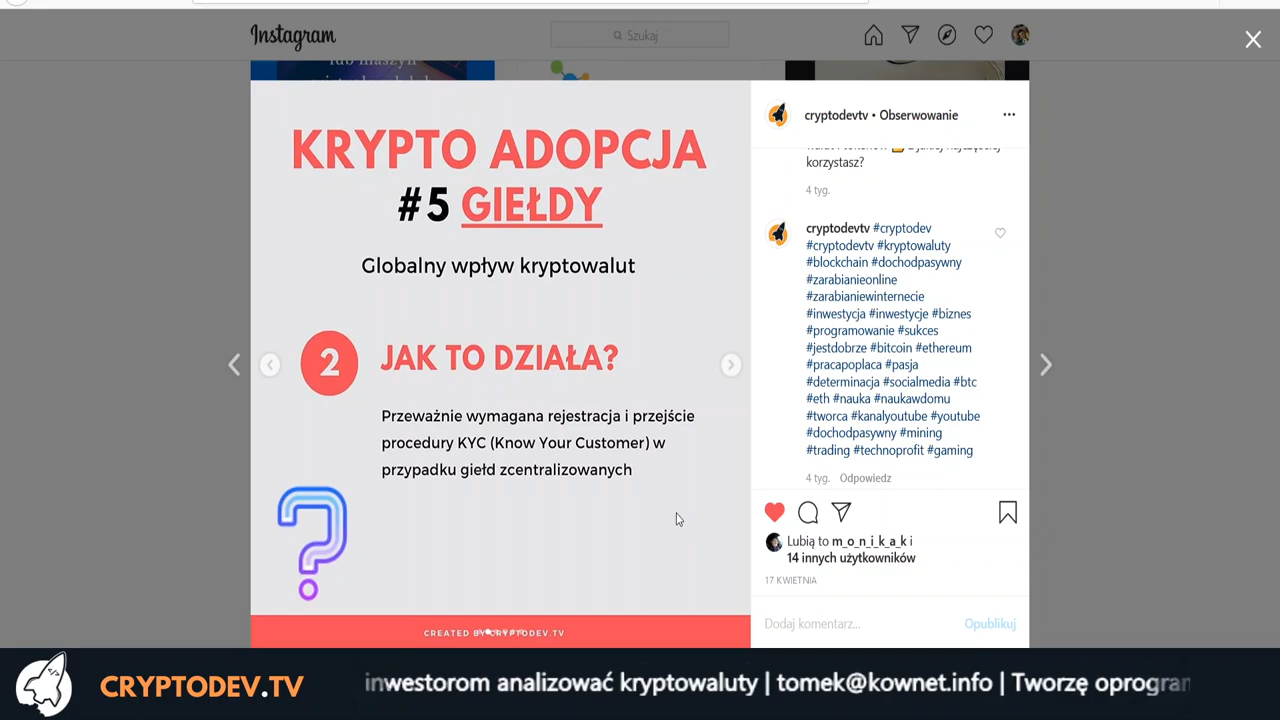 Instagram
Szukaj
lub maszyn
KRYPTO ADOPCJA
#5 GIEŁDY
Globalny wpływ kryptowalut
2
JAK TO DZIAŁA?
Przeważnie wymagana rejestracja i przejście
procedury KYC (Know Your Customer) w
przypadku giełd zcentralizowanych
CREATED BY CRYPTODEV.TV
cryptodevtv • Obserwowanie
korzystasz?
4 tyg.
cryptodevtv #cryptodev
#cryptodevtv #kryptowaluty
#blockchain #dochodpasywny
#zarabianieonline
#zarabianiewinternecie
#inwestycja #inwestycje #biznes
#programowanie #sukces
#jestdobrze #bitcoin #ethereum
#pracapoplaca #pasja
#determinacja #socialmedia #btc
#eth #nauka #naukawdomu
#tworca #kanalyoutube #youtube
#dochodpasywny #mining
#trading #technoprofit #gaming
4 tyg. Odpowiedz
Lubią to m_o_n_i_k_a_k i
14 innych użytkowników
17 KWIETNIA
Dodaj komentarz...
Opublikuj
CRYPTODEV.TV
inwestorom analizować kryptowaluty | tomek@kownet.info | Tworzę oprogram